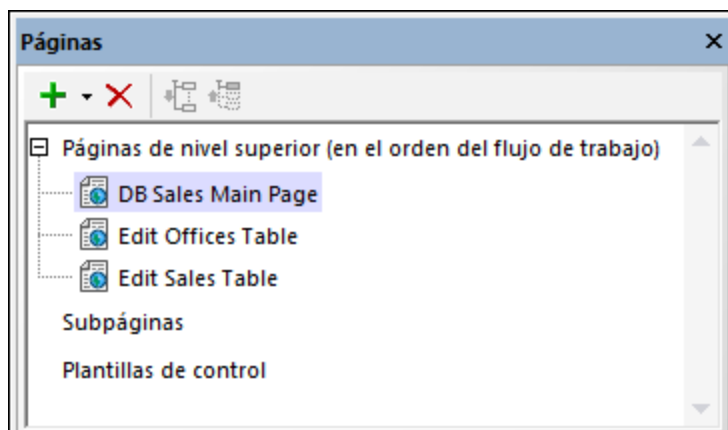 Páginas
Páginas de nivel superior (en el orden del flujo de trabajo)
DB Sales Main Page
Edit Offices Table
Edit Sales Table
Subpáginas
Plantillas de control